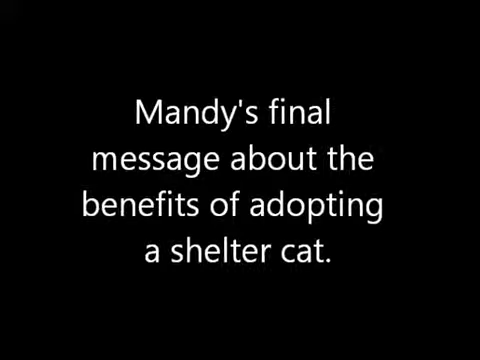 Mandy's final
message about the
benefits of adopting
a shelter cat.